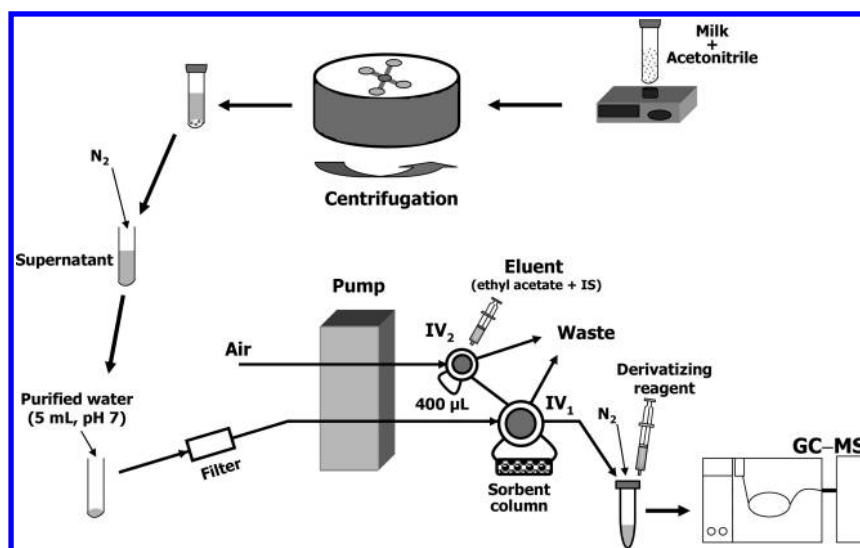 Milk
+
Acetonitrile
Centrifugation
N2
Supernatant
Purified water
(5 mL, pH 7)
Filter
Pump
Air
Eluent
(ethyl acetate + IS)
IV2
Waste
400 µL
IV1
Sorbent
column
Derivatizing
reagent
N2
GC–MS